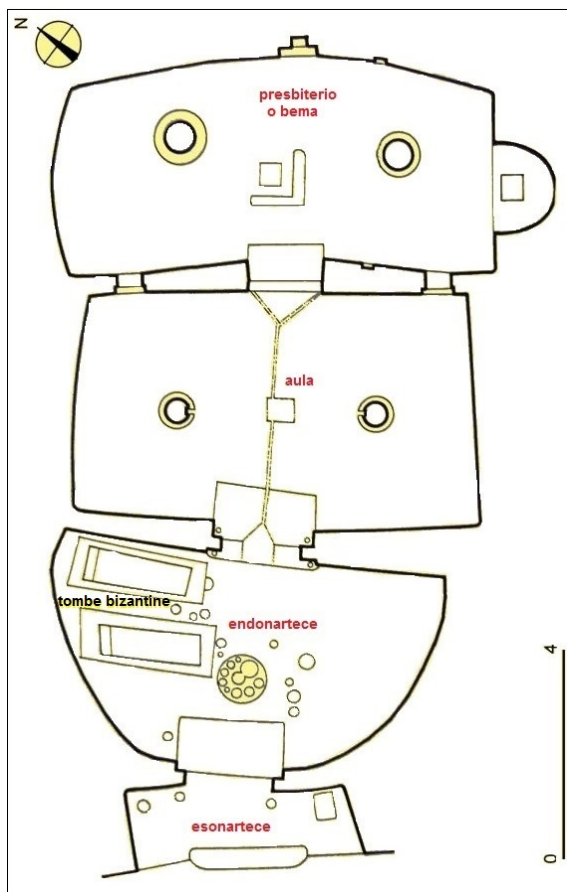 N
presbiterio
o bema
aula
tombe bizantine
endonartece
4
esonartece
0